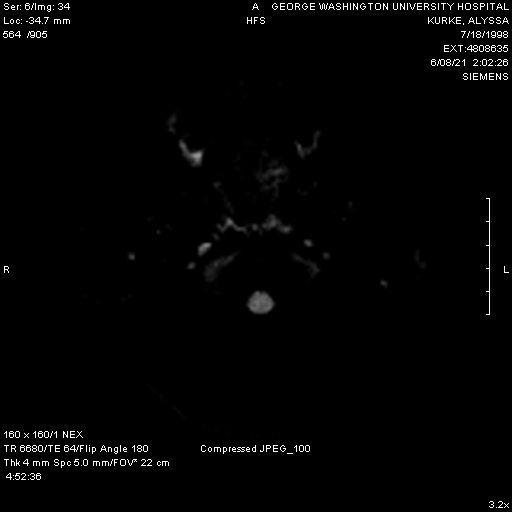 Ser: 6/Img: 34
Loc: -34.7 mm
564 /905
A
HFS
GEORGE WASHINGTON UNIVERSITY HOSPITAL
KURKE, ALYSSA
7/18/1998
EXT:4808635
6/08/21 2:02:26
SIEMENS
R
L
160 x 160/1 NEX
TR 6680/TE 64/Flip Angle 180
Thk 4 mm Spc 5.0 mm/FOV* 22 cm
4:52:36
Compressed JPEG_100
3.2x